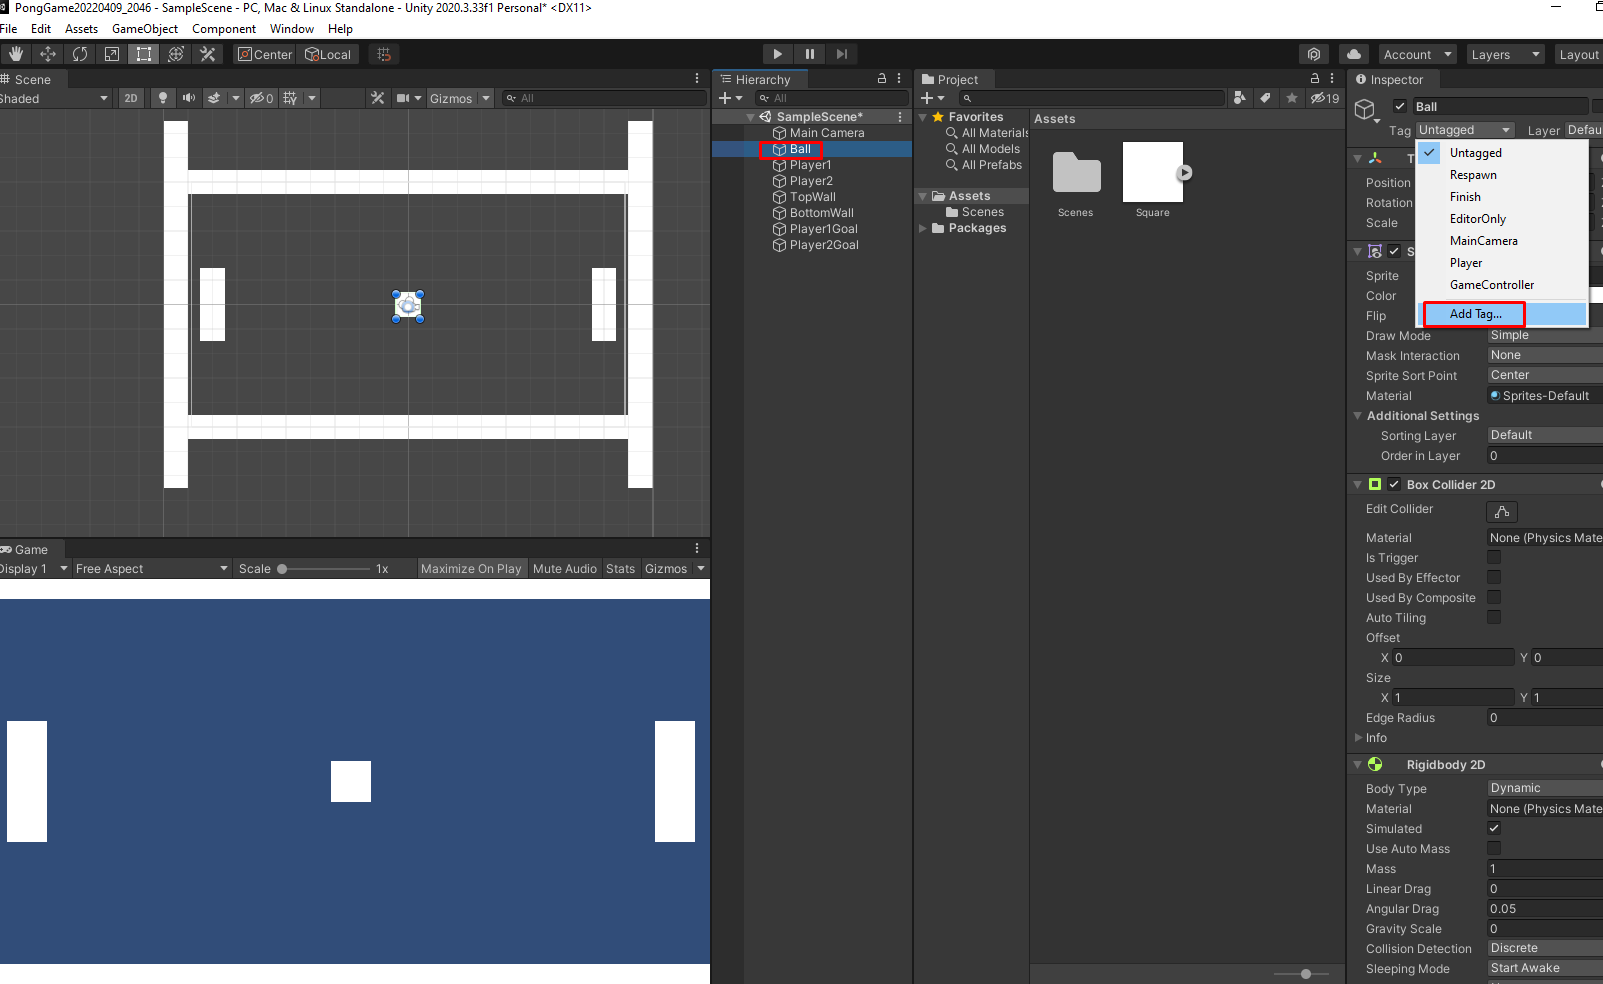 PongGame20220409_2046 - SampleScene - PC, Mac & Linux Standalone - Unity 2020.3.33f1 Personal* <DX11>
File Edit Assets GameObject Component Window Help
Center Local Account Layers Layout
Scene
Shaded 2D 0 Gizmos All
Hierarchy
All
SampleScene*
Main Camera
Ball
Player1
Player2
TopWall
BottomWall
Player1Goal
Player2Goal
Project
19
Favorites
All Materials
All Models
All Prefabs
Assets
Scenes
Packages
Assets
Scenes
Square
Inspector
Ball
Tag Untagged Layer Defau
Untagged
Respawn
Finish
EditorOnly
MainCamera
Player
GameController
Add Tag...
T
Position
Rotation
Scale
S
Sprite
Color
Flip
Draw Mode Simple
Mask Interaction None
Sprite Sort Point Center
Material Sprites-Default
Additional Settings
Sorting Layer Default
Order in Layer 0
Box Collider 2D
Edit Collider
Material None (Physics Mate
Is Trigger
Used By Effector
Used By Composite
Auto Tiling
Offset
X 0 Y 0
Size
X 1 Y 1
Edge Radius 0
Info
Rigidbody 2D
Body Type Dynamic
Material None (Physics Mate
Simulated
Use Auto Mass
Mass 1
Linear Drag 0
Angular Drag 0.05
Gravity Scale 0
Collision Detection Discrete
Sleeping Mode Start Awake
Game
Display 1 Free Aspect Scale 1x Maximize On Play Mute Audio Stats Gizmos